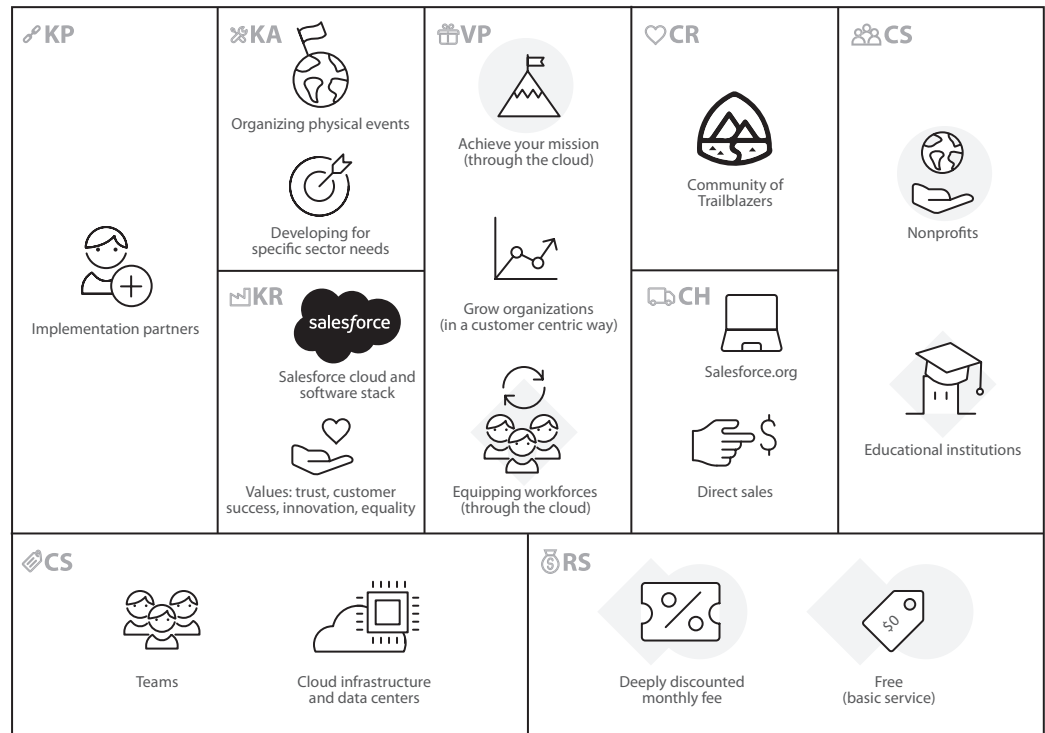 KP
Implementation partners
KA
Organizing physical events
Developing for
specific sector needs
KR
salesforce
Salesforce cloud and
software stack
Values: trust, customer
success, innovation, equality
VP
Achieve your mission
(through the cloud)
Grow organizations
(in a customer centric way)
Equipping workforces
(through the cloud)
CR
Community of
Trailblazers
CH
Salesforce.org
$
Direct sales
CS
Nonprofits
Educational institutions
CS
Teams
Cloud infrastructure
and data centers
$
RS
%
Deeply discounted
monthly fee
$0
Free
(basic service)